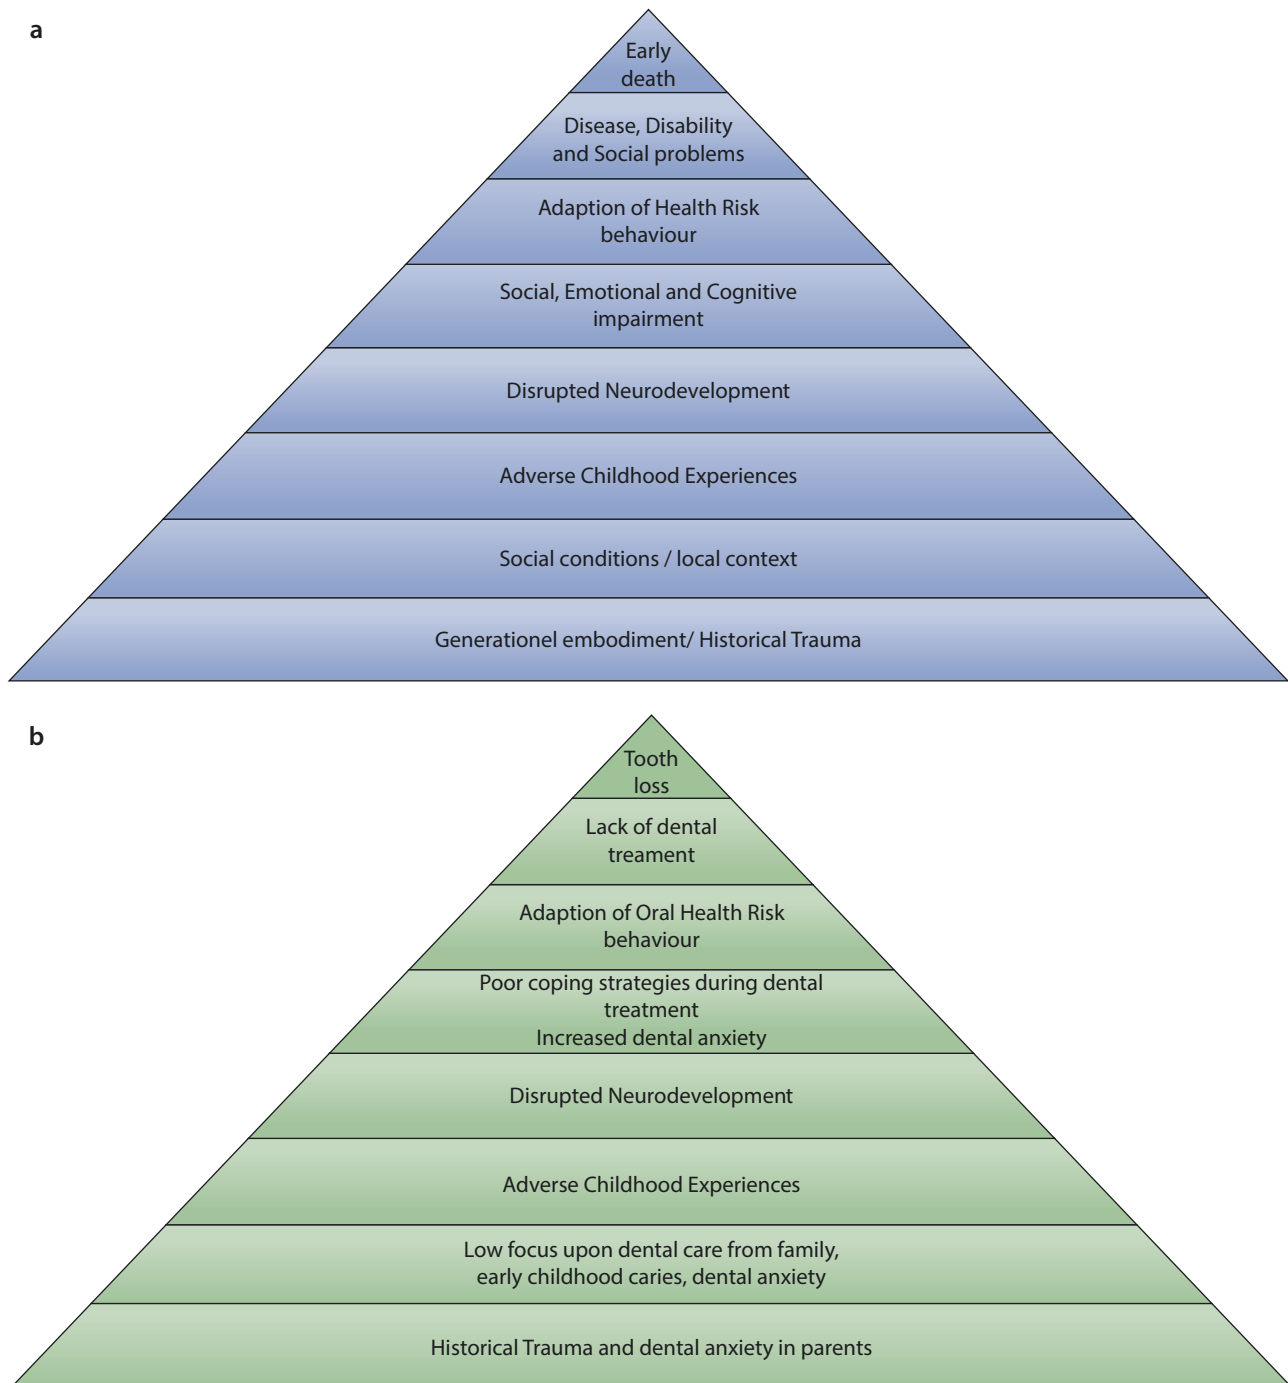 a
Early
death
Disease, Disability
and Social problems
Adaption of Health Risk
behaviour
Social, Emotional and Cognitive
impairment
Disrupted Neurodevelopment
Adverse Childhood Experiences
Social conditions / local context
Generationel embodiment/ Historical Trauma
b
Tooth
loss
Lack of dental
treament
Adaption of Oral Health Risk
behaviour
Poor coping strategies during dental
treatment
Increased dental anxiety
Disrupted Neurodevelopment
Adverse Childhood Experiences
Low focus upon dental care from family,
early childhood caries, dental anxiety
Historical Trauma and dental anxiety in parents